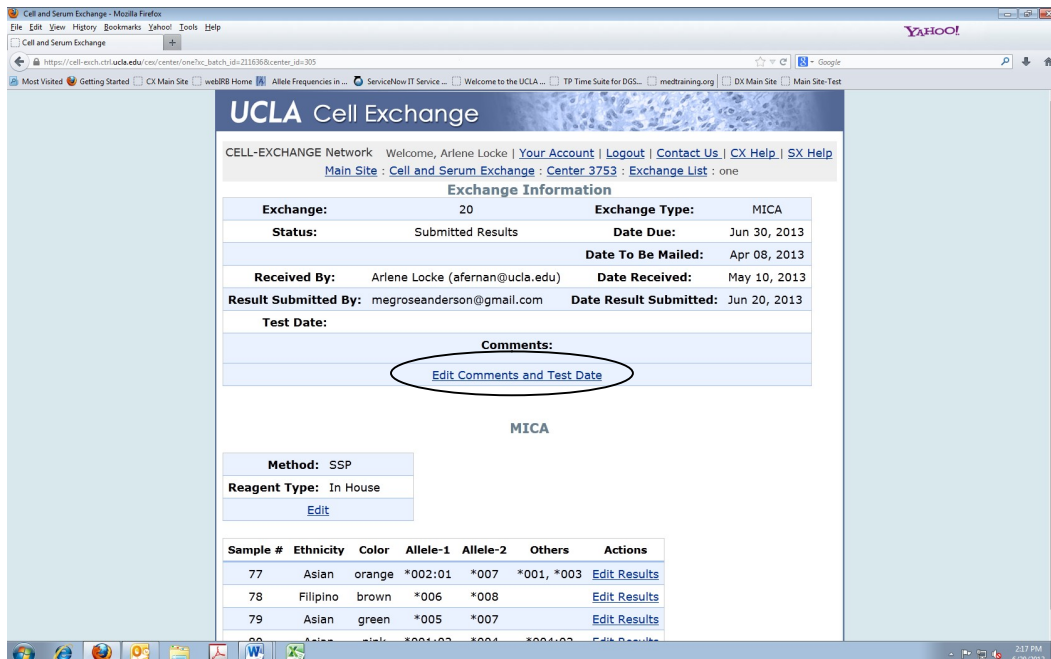 Cell and Serum Exchange - Mozilla Firefox
File Edit View History Bookmarks Yahoo! Tools Help
YAHOO!
Cell and Serum Exchange +
https://cell-exch.ctrl.ucla.edu/cex/center/one?xc_batch_id=211636&center_id=305
Google
Most Visited Getting Started CX Main Site webIRB Home Allele Frequencies in ... ServiceNow IT Service ... Welcome to the UCLA ... TP Time Suite for DGS... medtraining.org DX Main Site Main Site-Test
UCLA Cell Exchange
CELL-EXCHANGE Network Welcome, Arlene Locke | Your Account | Logout | Contact Us | CX Help | SX Help
Main Site : Cell and Serum Exchange : Center 3753 : Exchange List : one
Exchange Information
Exchange: 20 Exchange Type: MICA
Status: Submitted Results Date Due: Jun 30, 2013
Date To Be Mailed: Apr 08, 2013
Received By: Arlene Locke (afernan@ucla.edu) Date Received: May 10, 2013
Result Submitted By: megroseanderson@gmail.com Date Result Submitted: Jun 20, 2013
Test Date:
Comments:
Edit Comments and Test Date
MICA
Method: SSP
Reagent Type: In House
Edit
Sample # Ethnicity Color Allele-1 Allele-2 Others Actions
77 Asian orange *002:01 *007 *001, *003 Edit Results
78 Filipino brown *006 *008 Edit Results
79 Asian green *005 *007 Edit Results
2:17 PM